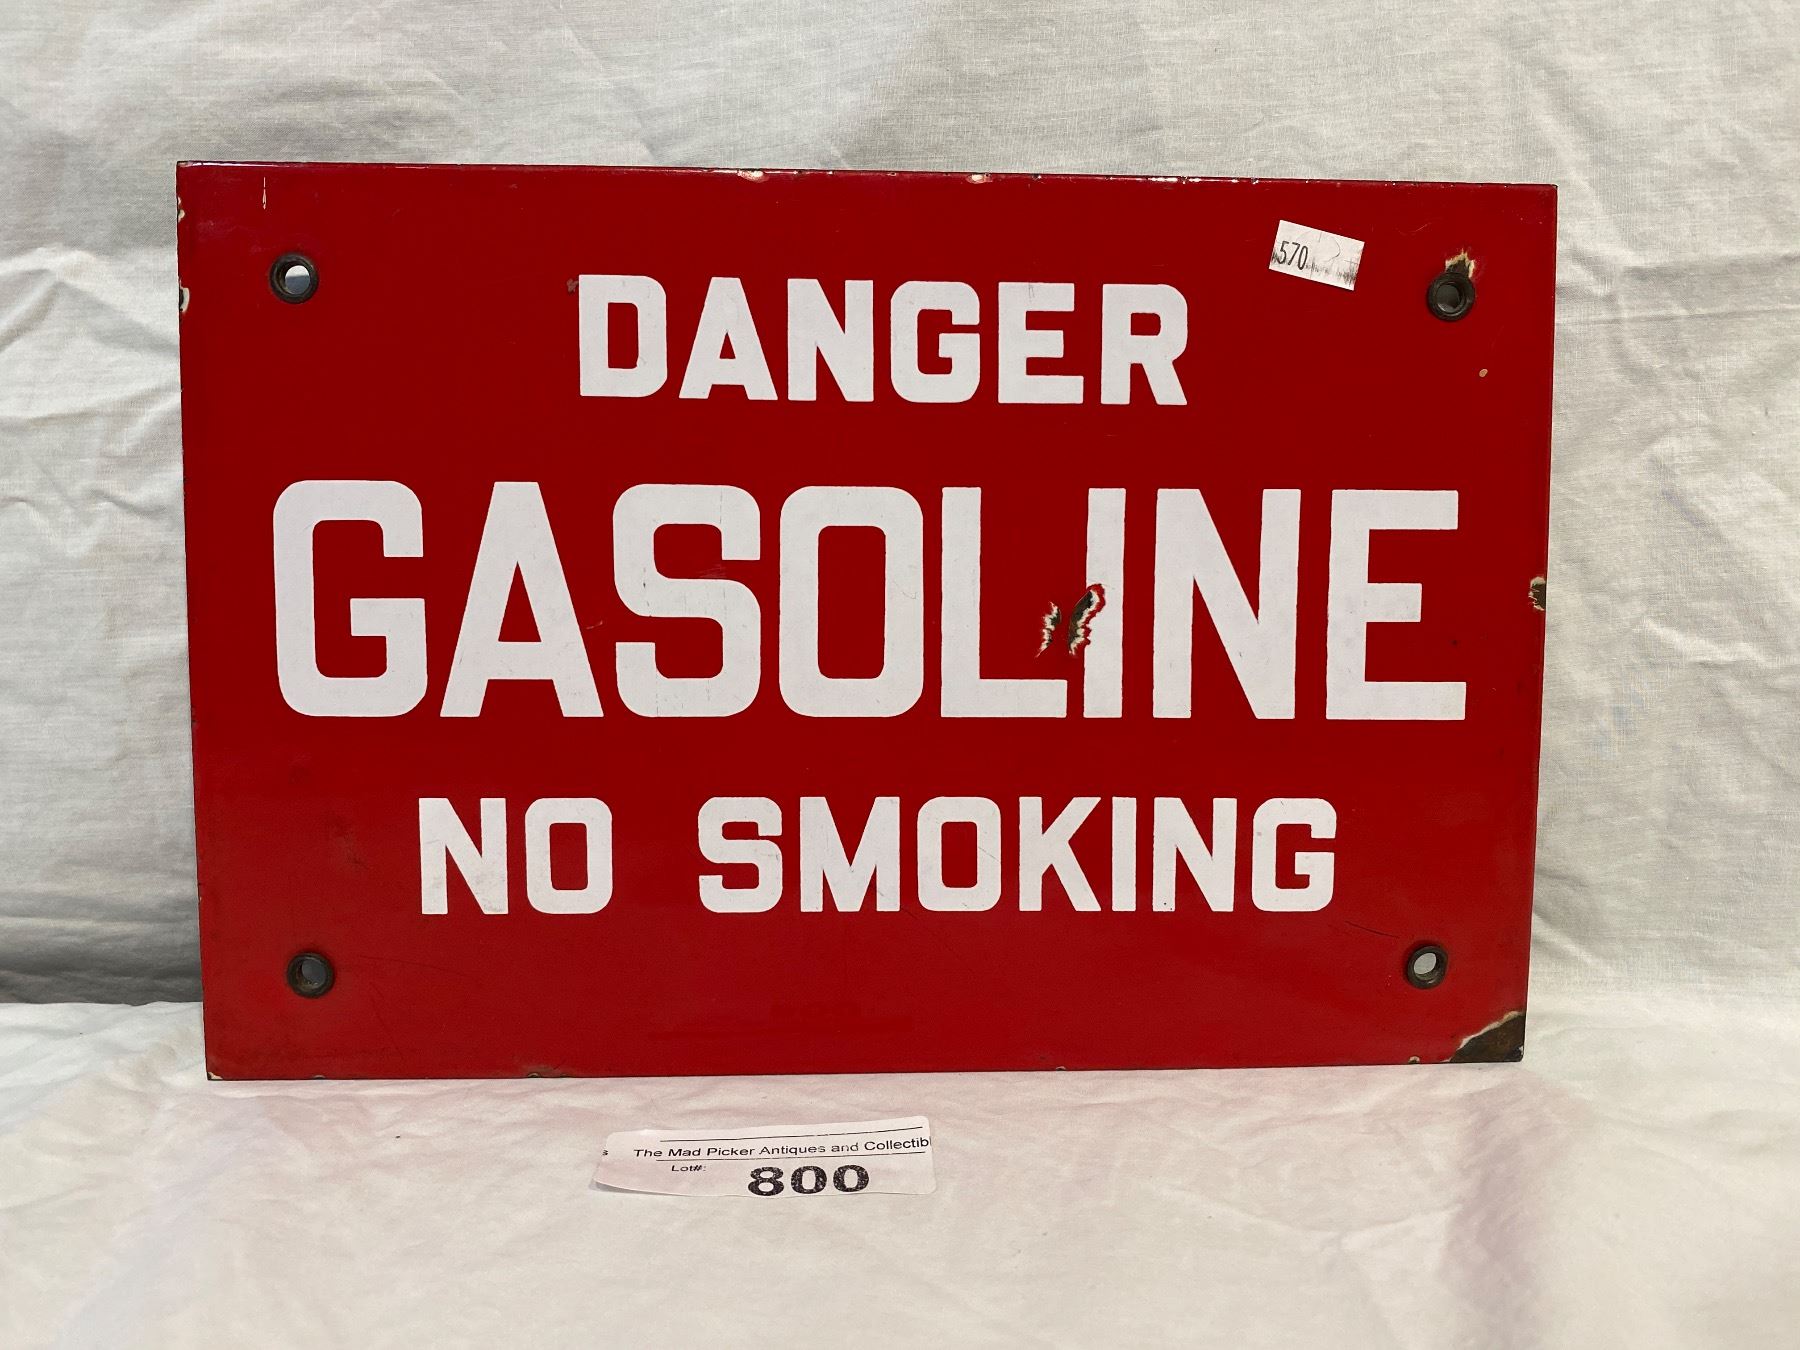 570
DANGER
GASOLINE
NO SMOKING
s The Mad Picker Antiques and Collectibl
Lot#:
800